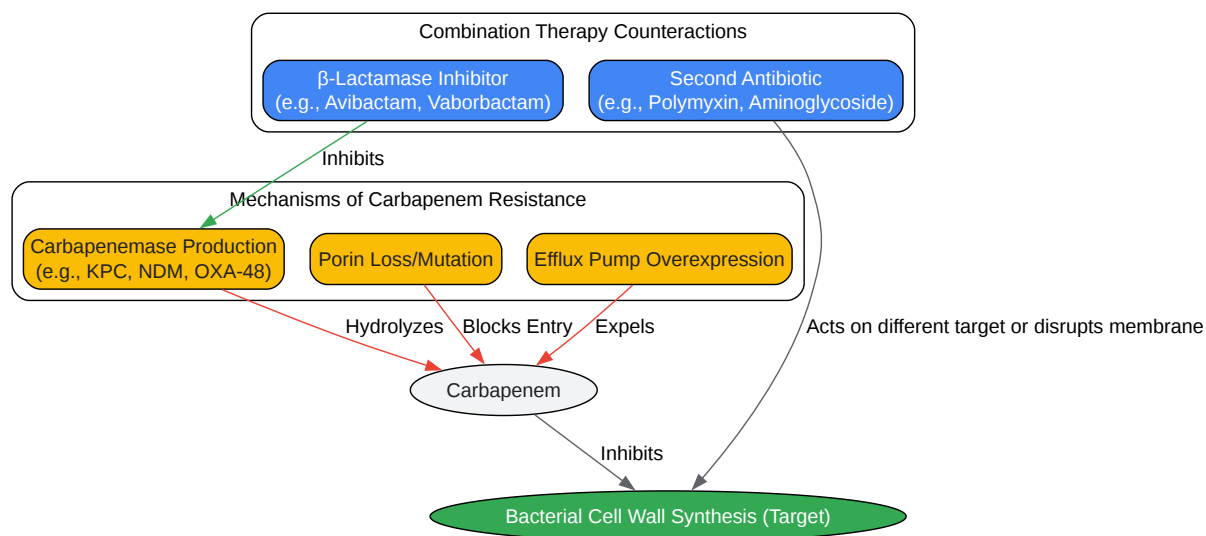 Combination Therapy Counteractions
β-Lactamase Inhibitor
(e.g., Avibactam, Vaborbactam)
Second Antibiotic
(e.g., Polymyxin, Aminoglycoside)
Inhibits
Mechanisms of Carbapenem Resistance
Carbapenemase Production
(e.g., KPC, NDM, OXA-48)
Porin Loss/Mutation
Efflux Pump Overexpression
Hydrolyzes
Blocks Entry
Expels
Acts on different target or disrupts membrane
Carbapenem
Inhibits
Bacterial Cell Wall Synthesis (Target)